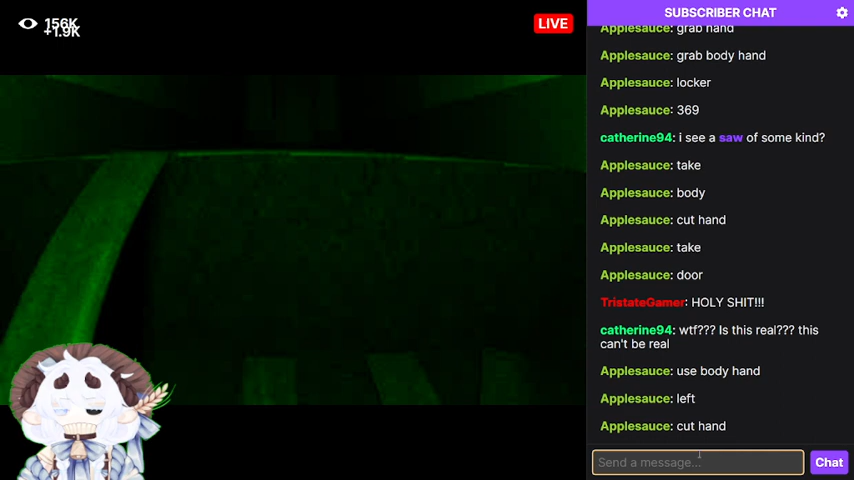 156K
+1.9K
LIVE
SUBSCRIBER CHAT
Applesauce: grab hand
Applesauce: grab body hand
Applesauce: locker
Applesauce: 369
catherine94: i see a saw of some kind?
Applesauce: take
Applesauce: body
Applesauce: cut hand
Applesauce: take
Applesauce: door
TristateGamer: HOLY SHIT!!!
catherine94: wtf??? Is this real??? this
can't be real
Applesauce: use body hand
Applesauce: left
Applesauce: cut hand
Send a message...
Chat